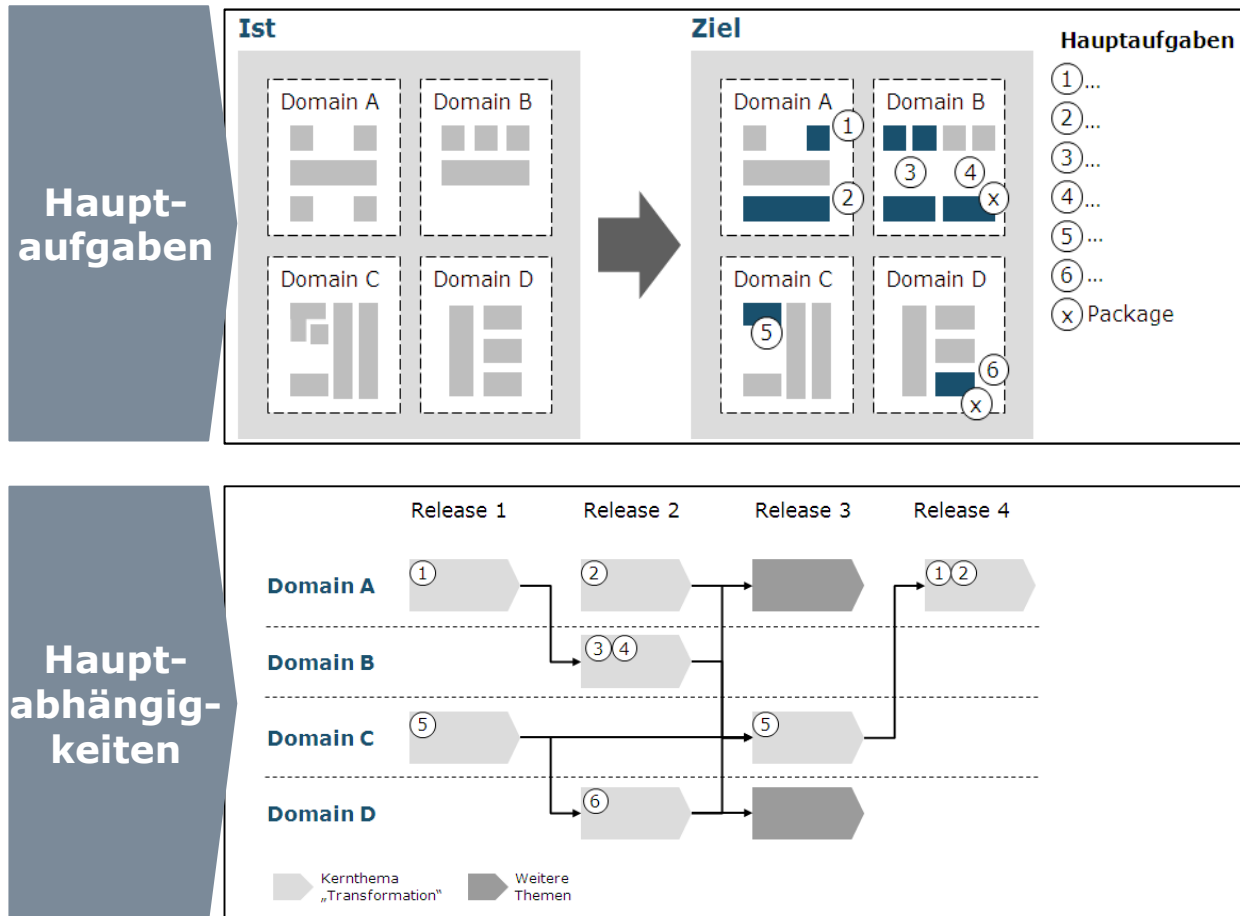 Haupt-
aufgaben
Ist
Domain A
Domain B
Domain C
Domain D
Ziel
Domain A
1
2
Domain B
3
4
x
Domain C
5
Domain D
6
x
Hauptaufgaben
1 ...
2 ...
3 ...
4 ...
5 ...
6 ...
x Package
Haupt-
abhängig-
keiten
Release 1 Release 2 Release 3 Release 4
Domain A 1 2 1 2
Domain B 3 4
Domain C 5 5
Domain D 6
Kernthema
„Transformation“
Weitere
Themen